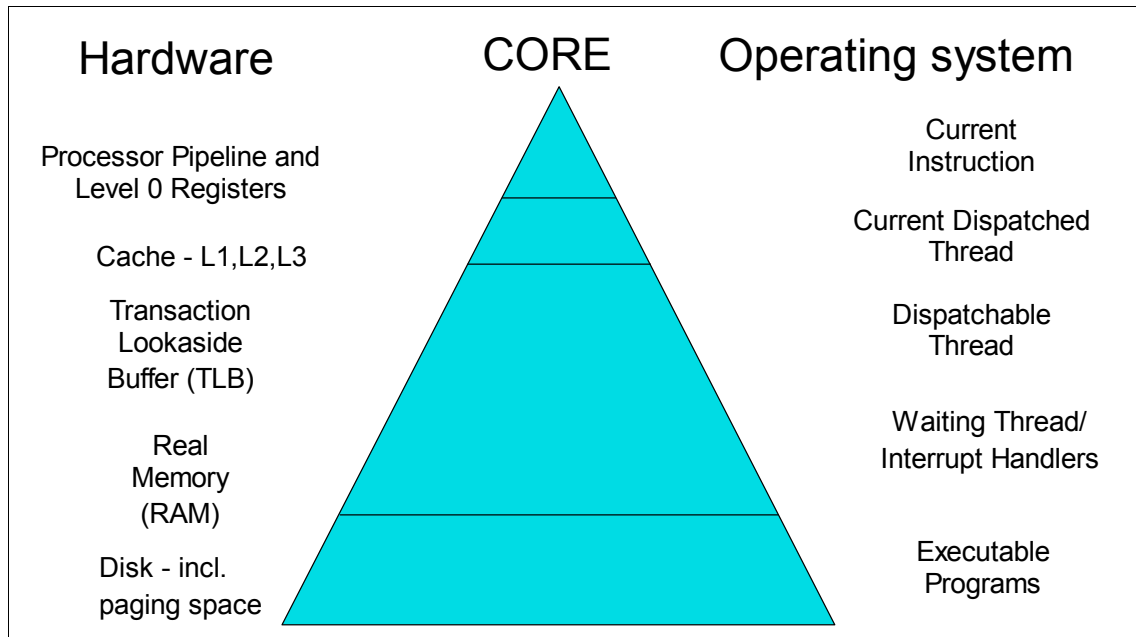 Hardware
CORE
Operating system
Processor Pipeline and
Level 0 Registers
Current
Instruction
Cache - L1,L2,L3
Current Dispatched
Thread
Transaction
Lookaside
Buffer (TLB)
Dispatchable
Thread
Real
Memory
(RAM)
Waiting Thread/
Interrupt Handlers
Disk - incl.
paging space
Executable
Programs